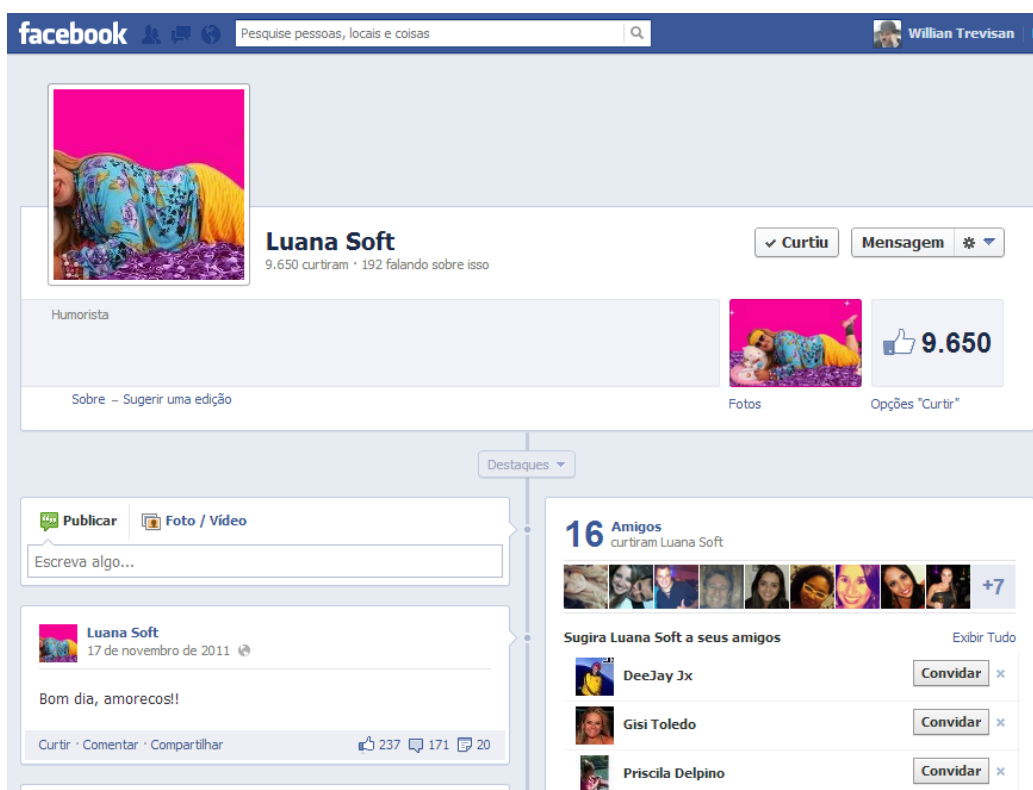 facebook
Pesquise pessoas, locais e coisas
Willian Trevisan
Luana Soft
9.650 curtiram · 192 falando sobre isso
✓ Curtiu
Mensagem
Humorista
9.650
Sobre – Sugerir uma edição
Fotos
Opções "Curtir"
Destaques
Publicar
Foto / Vídeo
Escreva algo...
16 Amigos
curtiram Luana Soft
+7
Luana Soft
17 de novembro de 2011
Bom dia, amorecos!!
Curtir · Comentar · Compartilhar
237 171 20
Sugira Luana Soft a seus amigos
Exibir Tudo
DeeJay Jx
Convidar ×
Gisi Toledo
Convidar ×
Priscila Delpino
Convidar ×